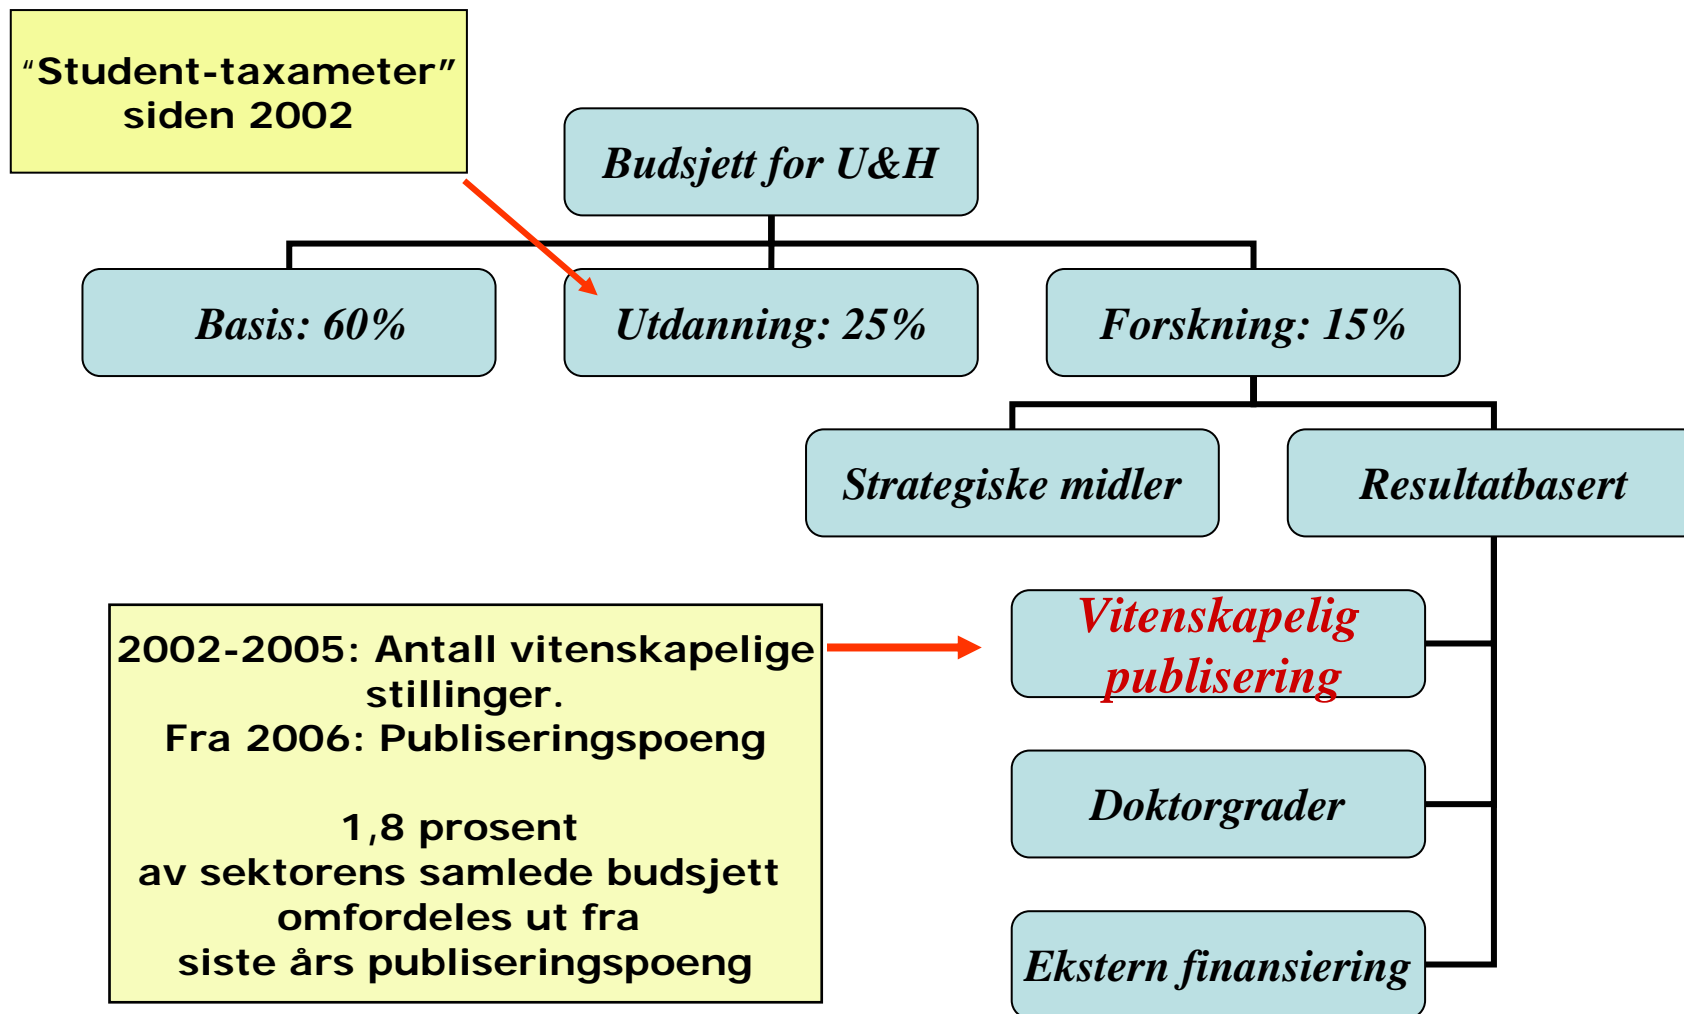 “Student-taxameter”
siden 2002
Budsjett for U&H
Basis: 60%
Utdanning: 25%
Forskning: 15%
Strategiske midler
Resultatbasert
2002-2005: Antall vitenskapelige
stillinger.
Fra 2006: Publiseringspoeng
1,8 prosent
av sektorens samlede budsjett
omfordeles ut fra
siste års publiseringspoeng
Vitenskapelig
publisering
Doktorgrader
Ekstern finansiering